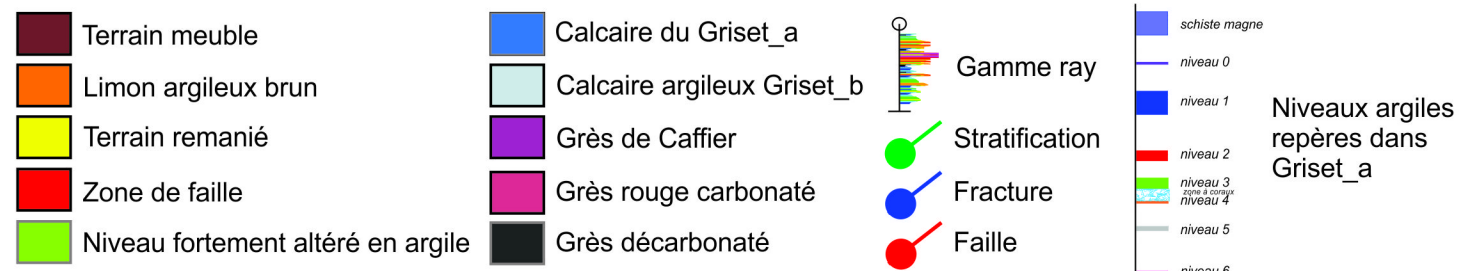 Terrain meuble
Limon argileux brun
Terrain remanié
Zone de faille
Niveau fortement altéré en argile
Calcaire du Griset_a
Calcaire argileux Griset_b
Grès de Caffier
Grès rouge carbonaté
Grès décarbonaté
Gamme ray
Stratification
Fracture
Faille
schiste magne
niveau 0
niveau 1
niveau 2
niveau 3
zone à coraux
niveau 4
niveau 5
niveau 6
Niveaux argiles
repères dans
Griset_a